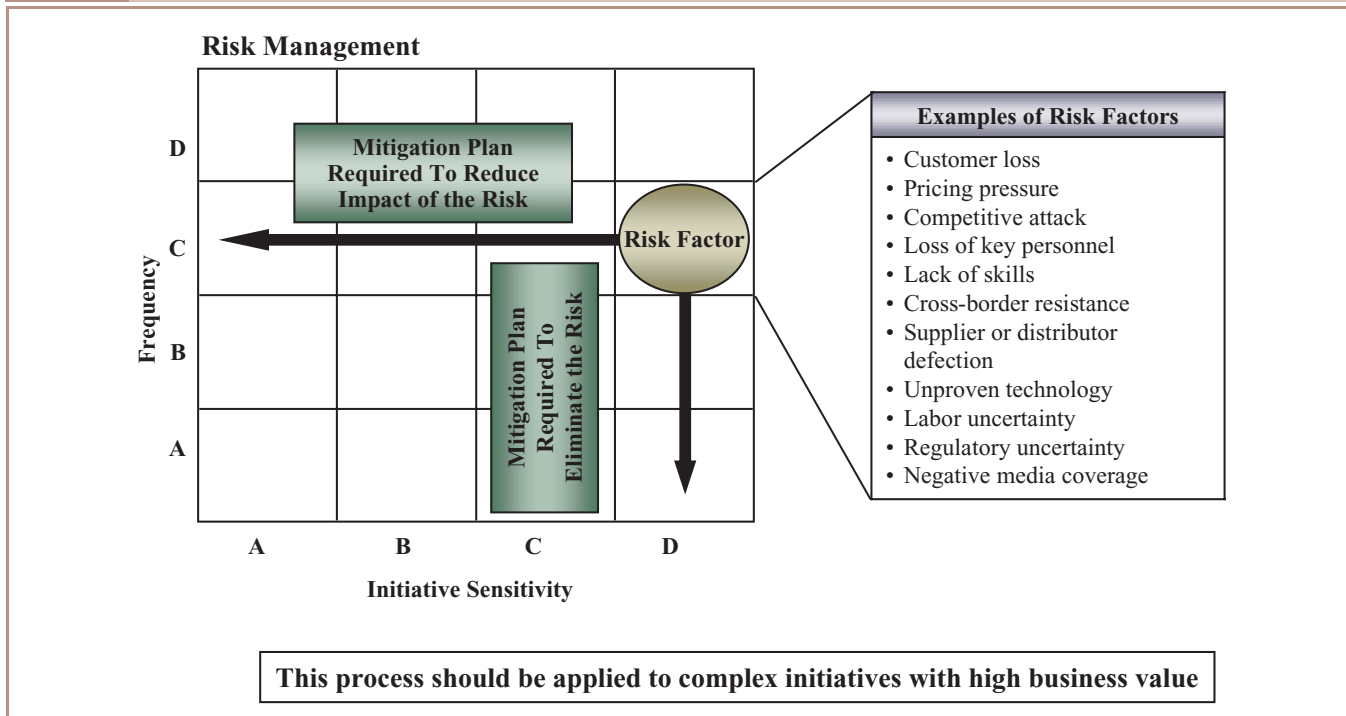 Risk Management
D
C
B
A
Frequency
Mitigation Plan
Required To Reduce
Impact of the Risk
Risk Factor
Mitigation Plan
Required To
Eliminate the Risk
A
B
C
D
Initiative Sensitivity
Examples of Risk Factors
• Customer loss
• Pricing pressure
• Competitive attack
• Loss of key personnel
• Lack of skills
• Cross-border resistance
• Supplier or distributor
defection
• Unproven technology
• Labor uncertainty
• Regulatory uncertainty
• Negative media coverage
This process should be applied to complex initiatives with high business value